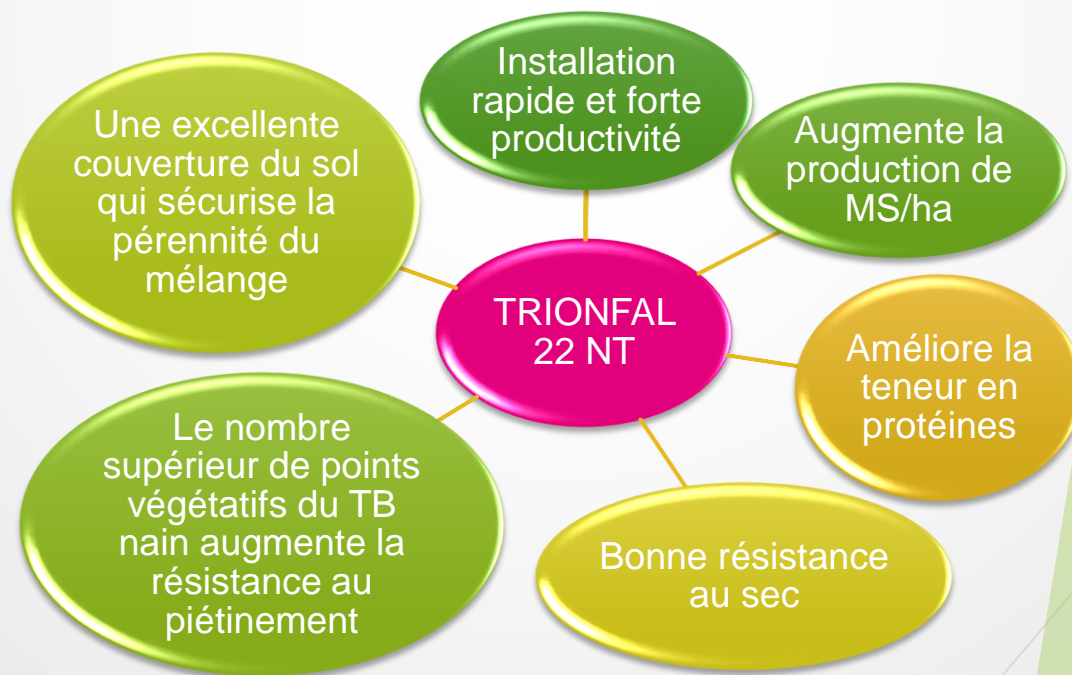 Installation
rapide et forte
productivité
Augmente la
production de
MS/ha
Améliore la
teneur en
protéines
Bonne résistance
au sec
Le nombre
supérieur de points
végétatifs du TB
nain augmente la
résistance au
piétinement
Une excellente
couverture du sol
qui sécurise la
pérennité du
mélange
TRIONFAL
22 NT